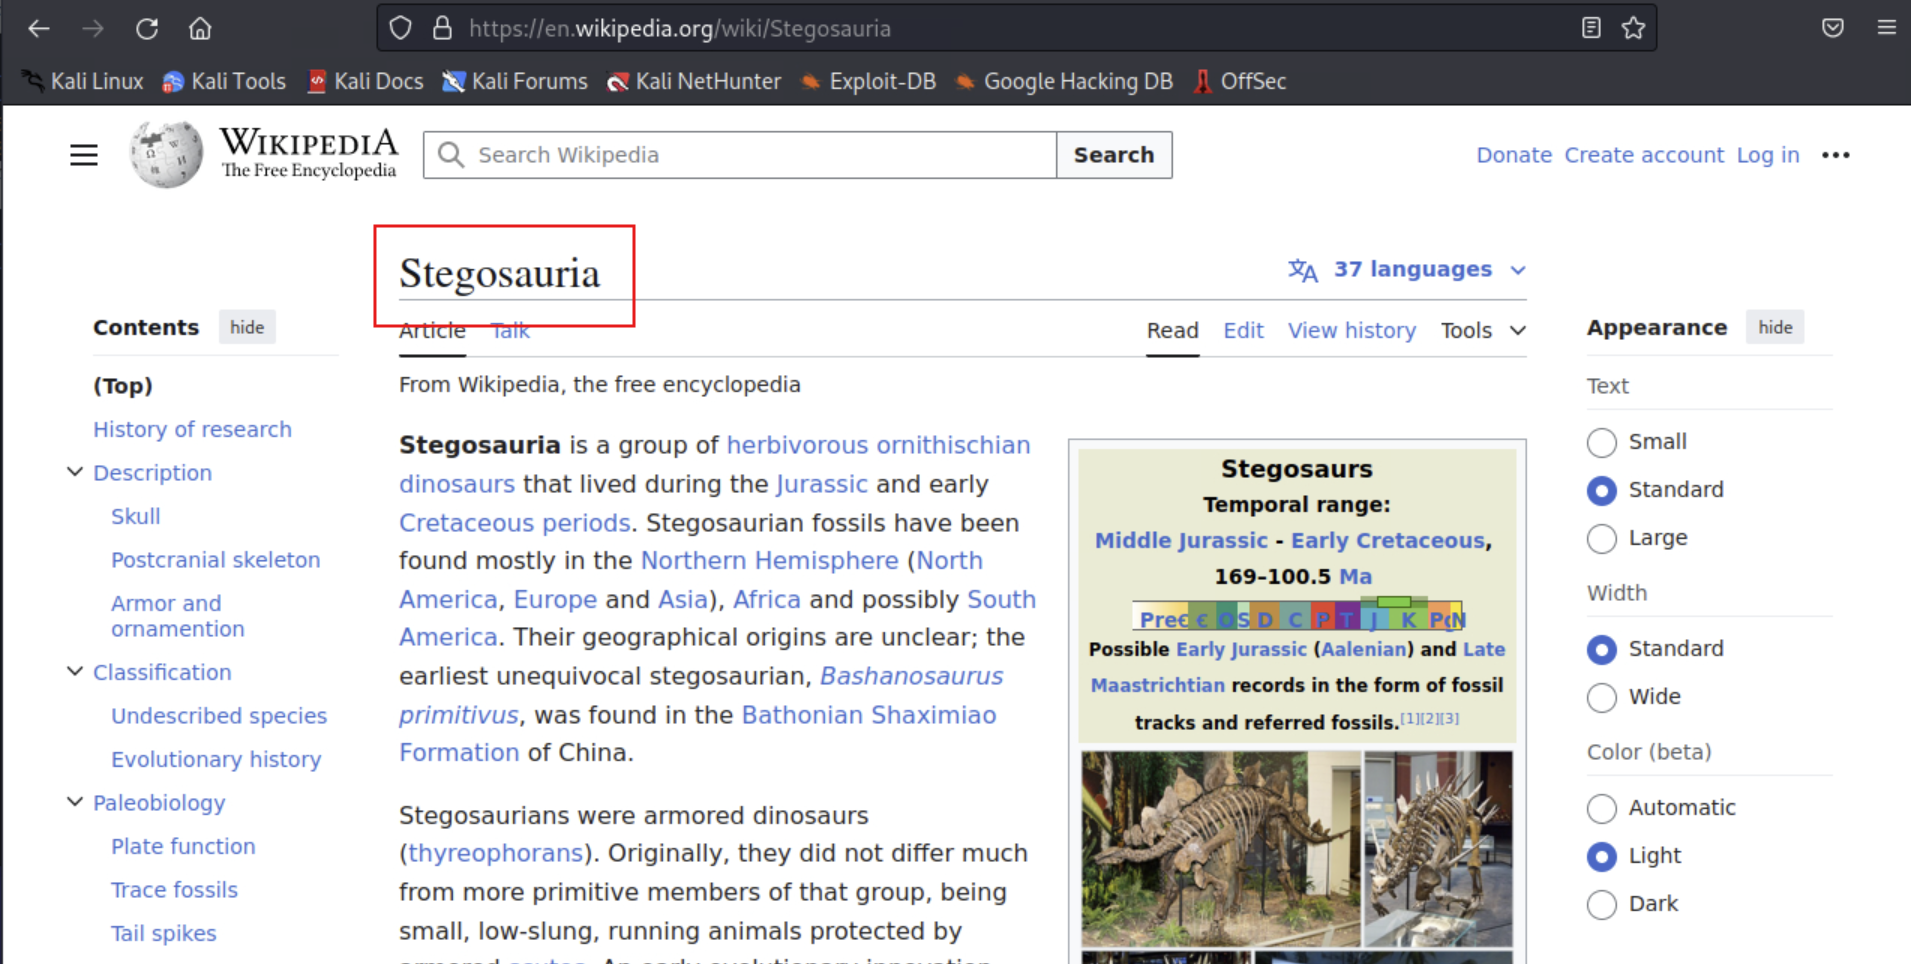 https://en.wikipedia.org/wiki/Stegosauria
Kali Linux Kali Tools Kali Docs Kali Forums Kali NetHunter Exploit-DB Google Hacking DB OffSec
WIKIPEDIA
The Free Encyclopedia
Search Wikipedia Search
Donate Create account Log in
Stegosauria
37 languages
Contents hide
Article Talk Read Edit View history Tools
(Top)
History of research
Description
Skull
Postcranial skeleton
Armor and
ornamention
Classification
Undescribed species
Evolutionary history
Paleobiology
Plate function
Trace fossils
Tail spikes
From Wikipedia, the free encyclopedia
Stegosauria is a group of herbivorous ornithischian
dinosaurs that lived during the Jurassic and early
Cretaceous periods. Stegosaurian fossils have been
found mostly in the Northern Hemisphere (North
America, Europe and Asia), Africa and possibly South
America. Their geographical origins are unclear; the
earliest unequivocal stegosaurian, Bashanosaurus
primitivus, was found in the Bathonian Shaximiao
Formation of China.
Stegosaurians were armored dinosaurs
(thyreophorans). Originally, they did not differ much
from more primitive members of that group, being
small, low-slung, running animals protected by
Stegosaurs
Temporal range:
Middle Jurassic - Early Cretaceous,
169–100.5 Ma
PreꞒ Ꞓ O S D C P T J K Pg N
Possible Early Jurassic (Aalenian) and Late
Maastrichtian records in the form of fossil
tracks and referred fossils.[1][2][3]
Appearance hide
Text
Small
Standard
Large
Width
Standard
Wide
Color (beta)
Automatic
Light
Dark